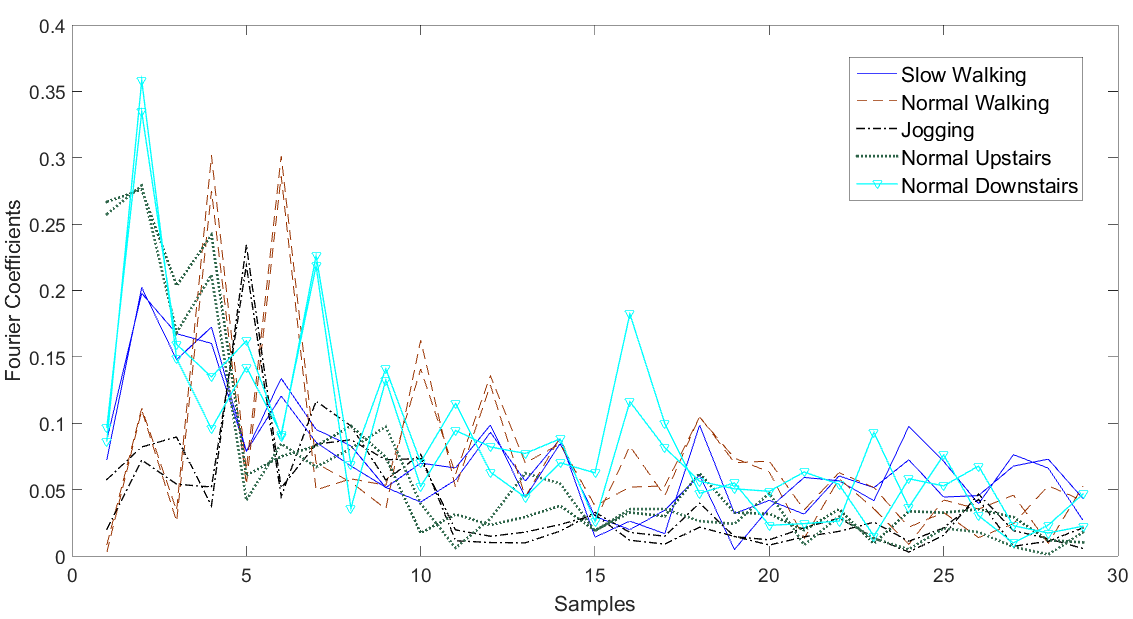 0.4
0.35
0.3
0.25
0.2
0.15
0.1
0.05
0
Fourier Coefficients
Slow Walking
Normal Walking
Jogging
Normal Upstairs
Normal Downstairs
0 5 10 15 20 25 30
Samples